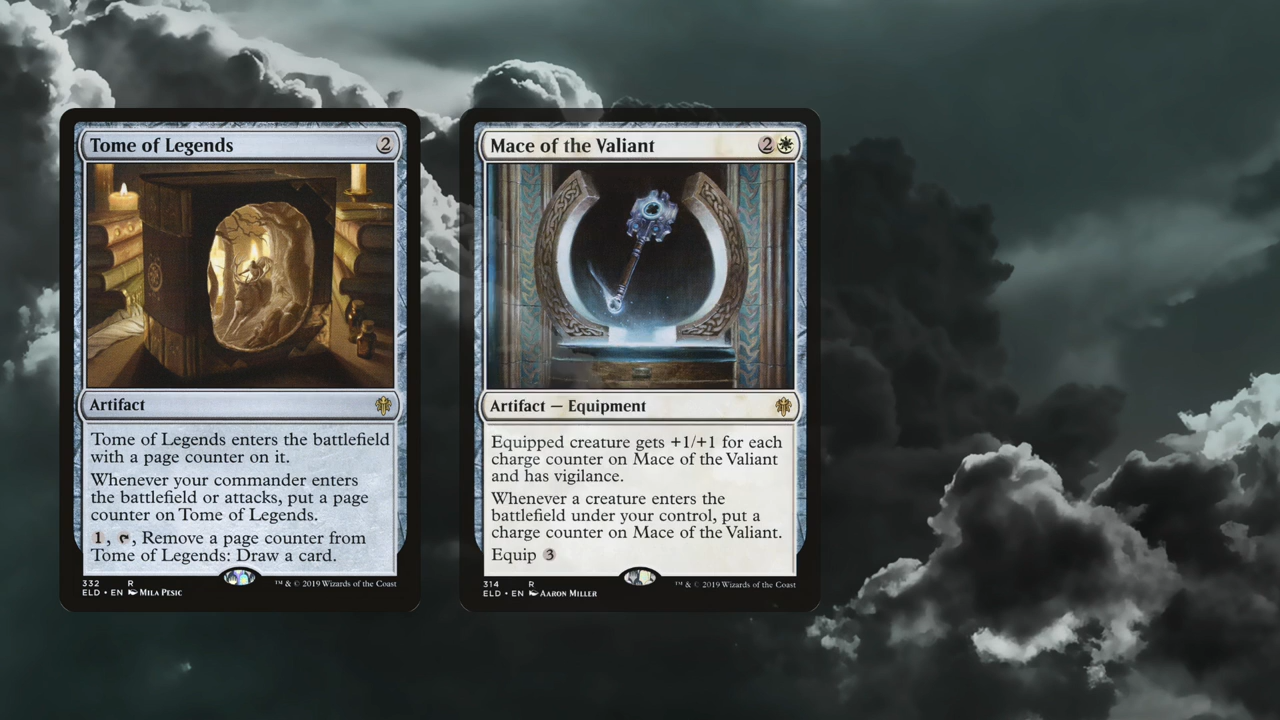 Tome of Legends 2
Artifact
Tome of Legends enters the battlefield
with a page counter on it.
Whenever your commander enters
the battlefield or attacks, put a page
counter on Tome of Legends.
1, , Remove a page counter from
Tome of Legends: Draw a card.
332 R
ELD • EN Mila Pesic
™ & © 2019 Wizards of the Coast
Mace of the Valiant 2
Artifact — Equipment
Equipped creature gets +1/+1 for each
charge counter on Mace of the Valiant
and has vigilance.
Whenever a creature enters the
battlefield under your control, put a
charge counter on Mace of the Valiant.
Equip 3
314 R
ELD • EN Aaron Miller
™ & © 2019 Wizards of the Coast